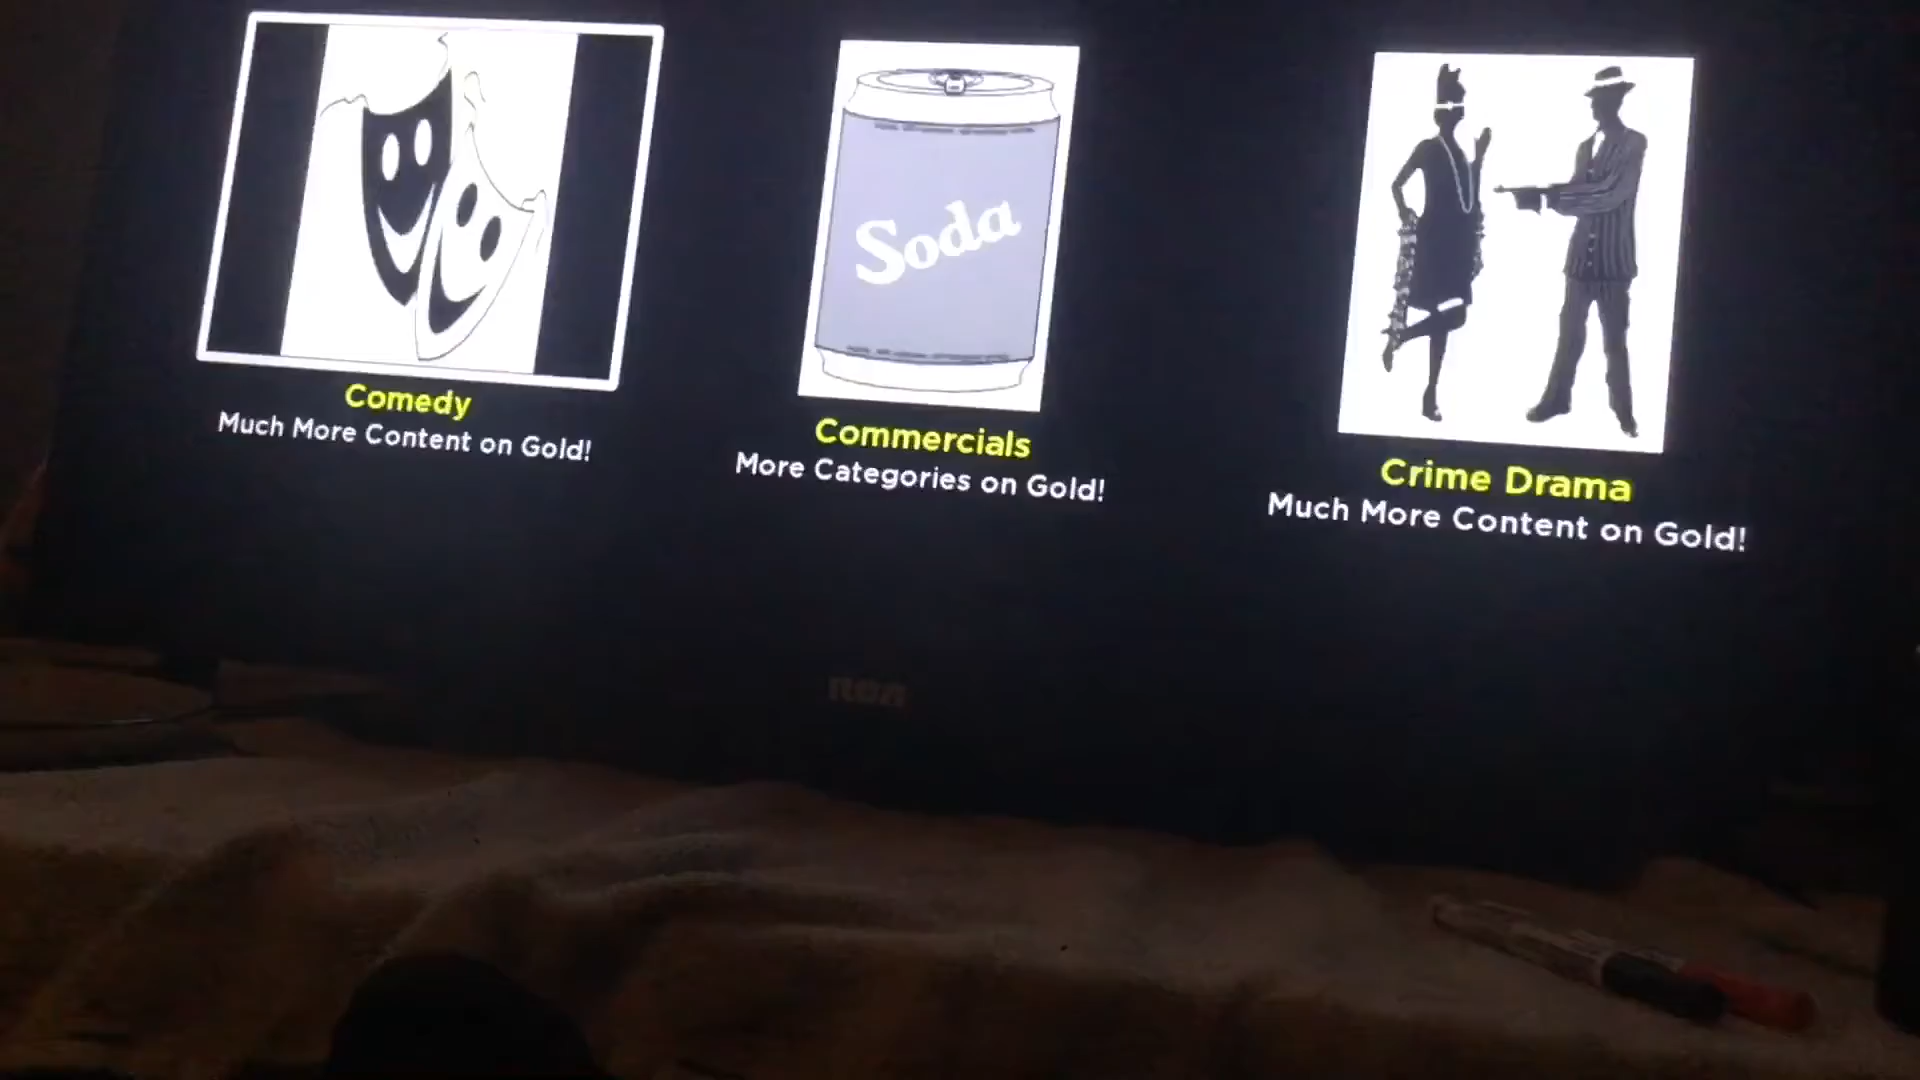 Soda
Comedy
Much More Content on Gold!
Commercials
More Categories on Gold!
Crime Drama
Much More Content on Gold!
RCA